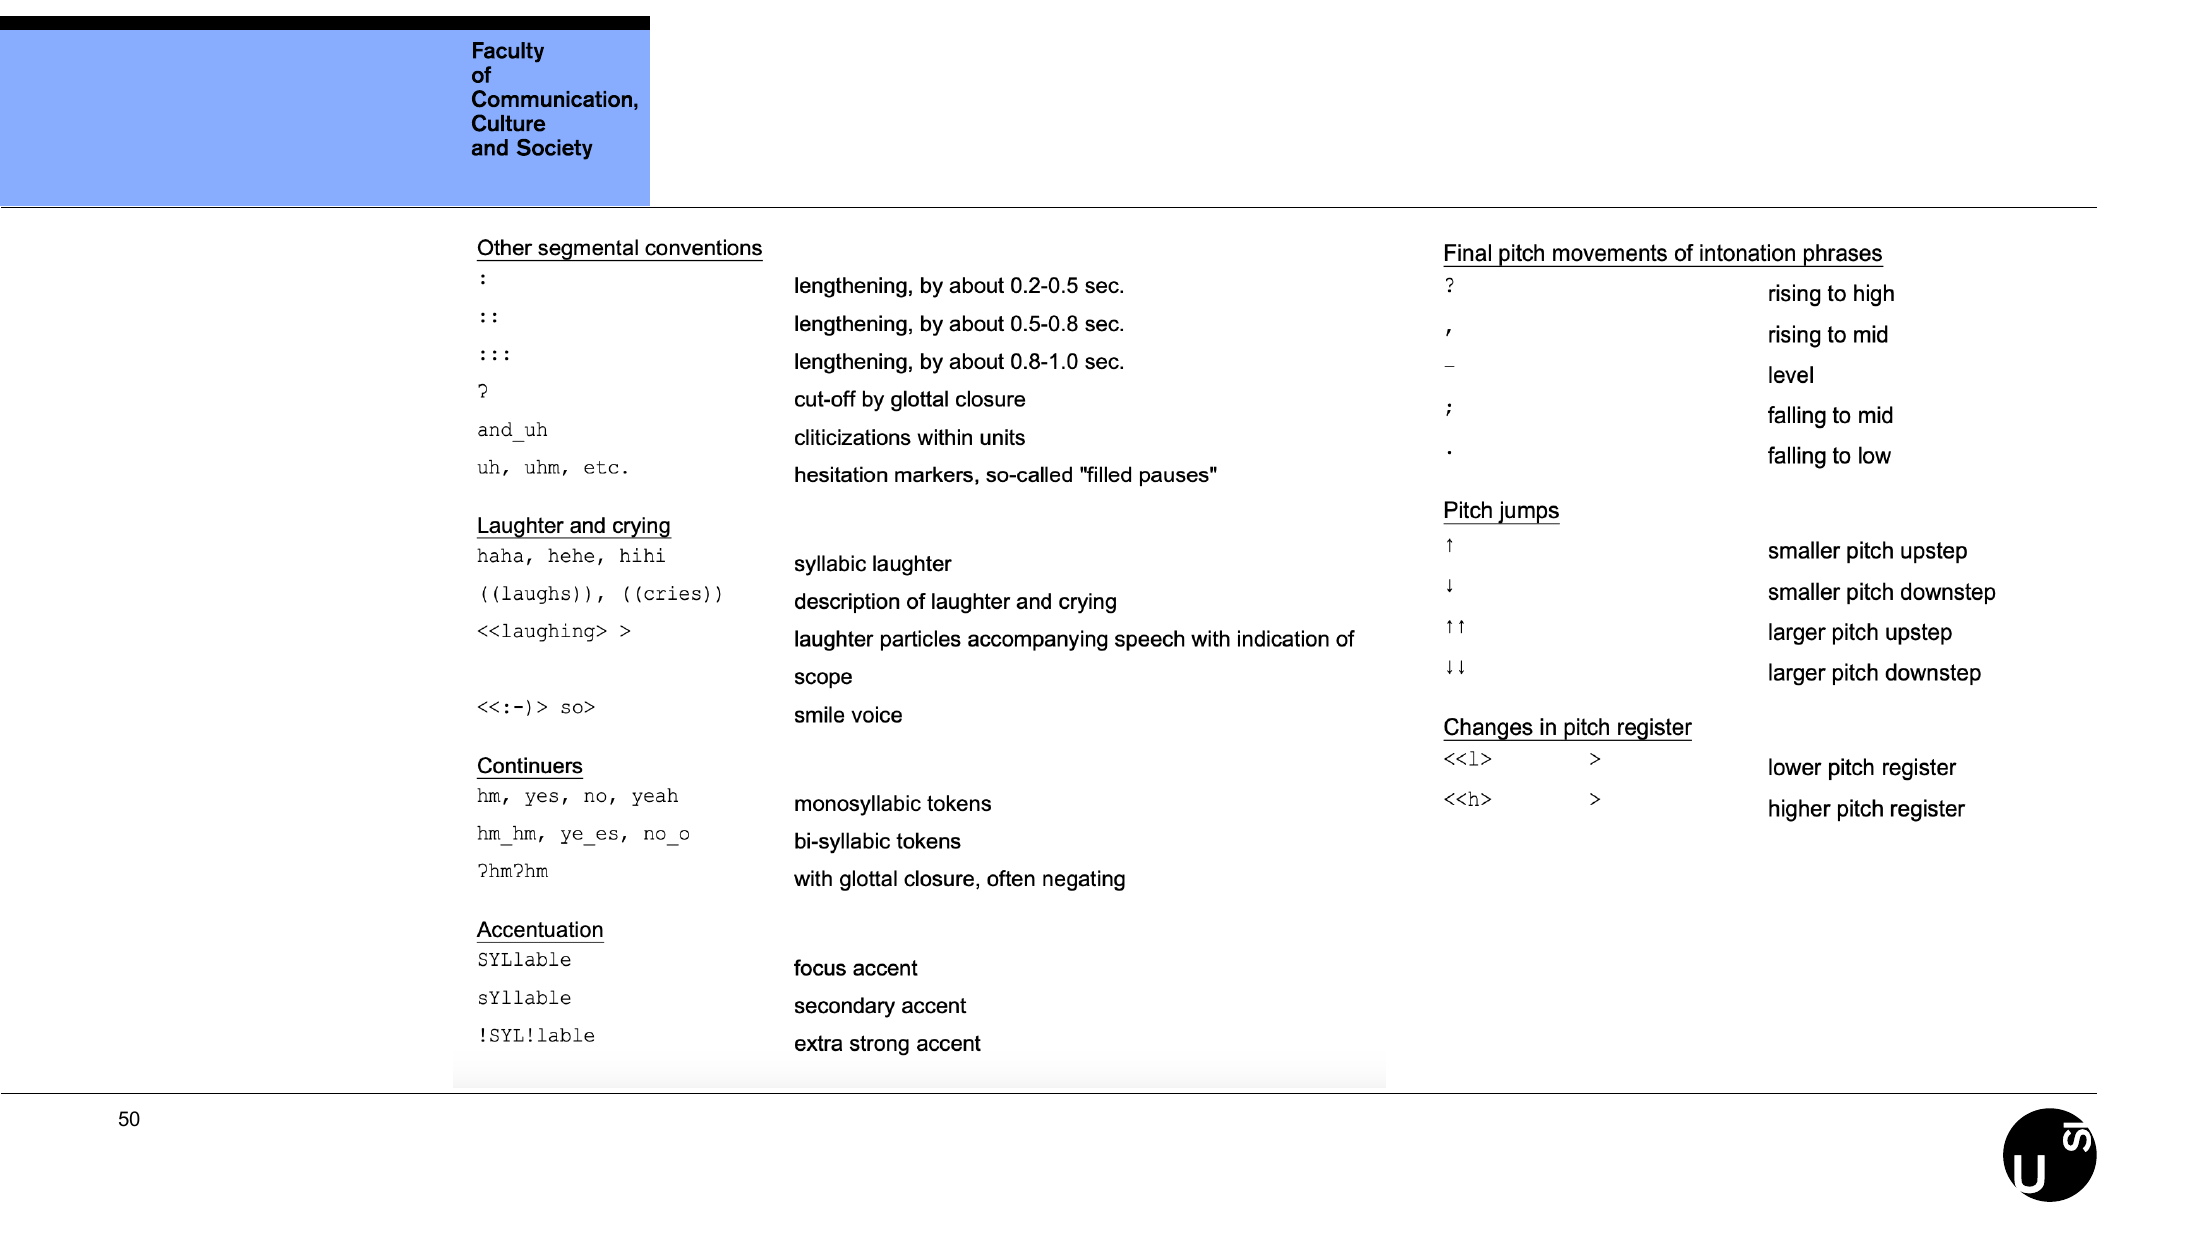 Faculty
of
Communication,
Culture
and Society
Other segmental conventions
: lengthening, by about 0.2-0.5 sec.
:: lengthening, by about 0.5-0.8 sec.
::: lengthening, by about 0.8-1.0 sec.
ʔ cut-off by glottal closure
and_uh cliticizations within units
uh, uhm, etc. hesitation markers, so-called "filled pauses"
Laughter and crying
haha, hehe, hihi syllabic laughter
((laughs)), ((cries)) description of laughter and crying
<<laughing> > laughter particles accompanying speech with indication of
scope
<<:-)> so> smile voice
Continuers
hm, yes, no, yeah monosyllabic tokens
hm_hm, ye_es, no_o bi-syllabic tokens
ʔhmʔhm with glottal closure, often negating
Accentuation
SYLlable focus accent
sYllable secondary accent
!SYL!lable extra strong accent
Final pitch movements of intonation phrases
? rising to high
, rising to mid
_ level
; falling to mid
. falling to low
Pitch jumps
↑ smaller pitch upstep
↓ smaller pitch downstep
↑↑ larger pitch upstep
↓↓ larger pitch downstep
Changes in pitch register
<<l> > lower pitch register
<<h> > higher pitch register
50
U
SI